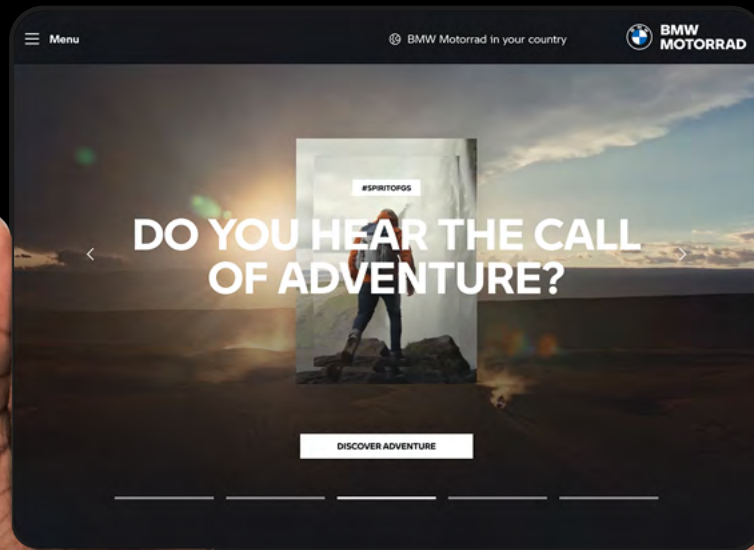 Menu
BMW Motorrad in your country
BMW
MOTORRAD
#SPIRITOFGS
DO YOU HEAR THE CALL
OF ADVENTURE?
DISCOVER ADVENTURE